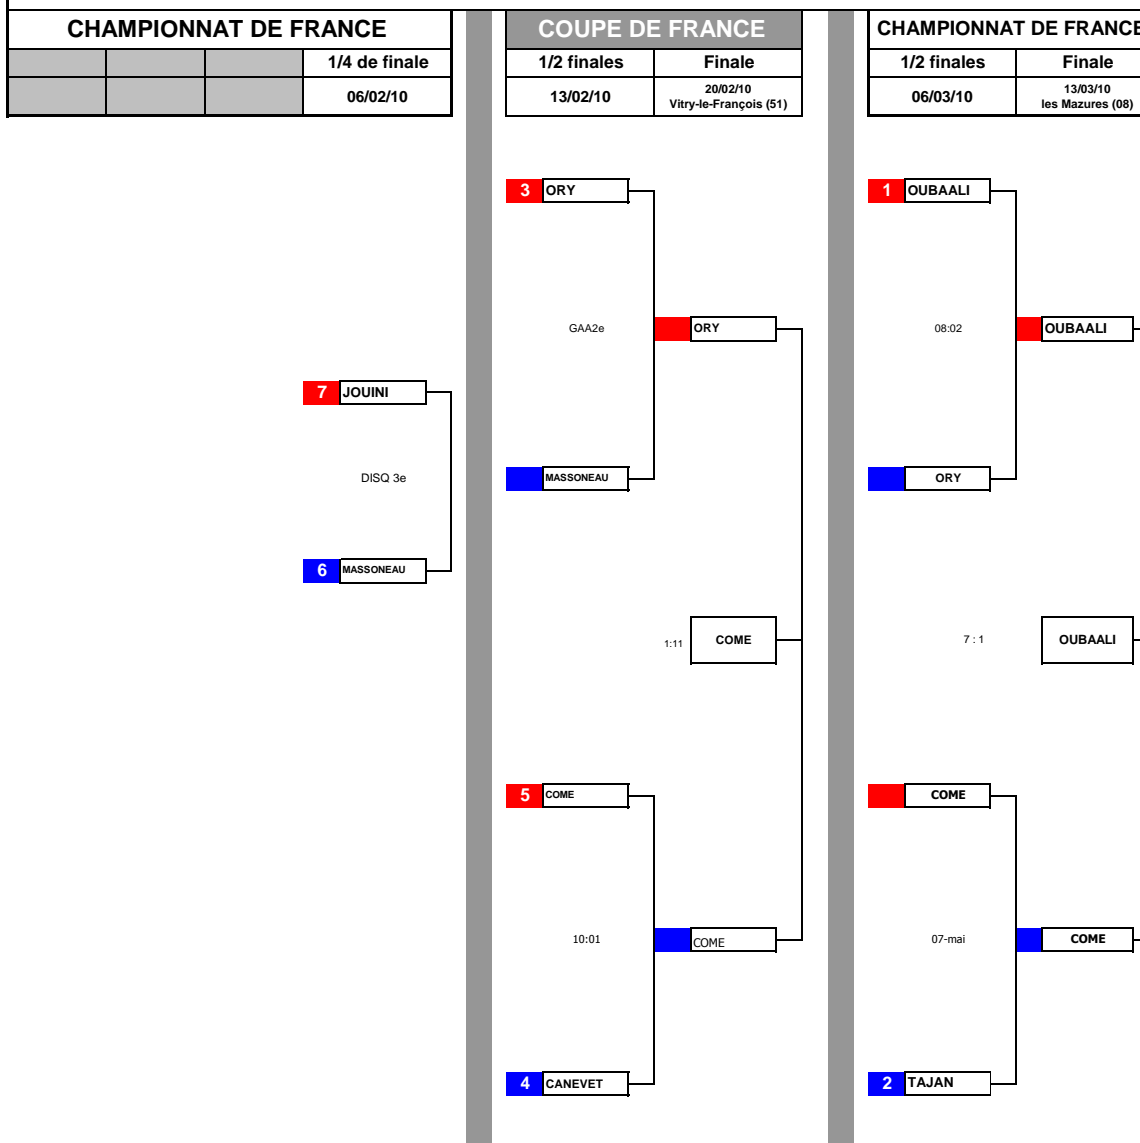 CHAMPIONNAT DE FRANCE
1/4 de finale
06/02/10
7 JOUINI
DISQ 3e
6 MASSONEAU
COUPE DE FRANCE
1/2 finales Finale
13/02/10
20/02/10
Vitry-le-François (51)
3 ORY
GAA2e
ORY
MASSONEAU
1:11
COME
5 COME
10:01
COME
4 CANEVET
CHAMPIONNAT DE FRANCE
1/2 finales Finale
06/03/10
13/03/10
les Mazures (08)
1 OUBAALI
08:02
OUBAALI
ORY
7 : 1
OUBAALI
COME
07-mai
COME
2 TAJAN